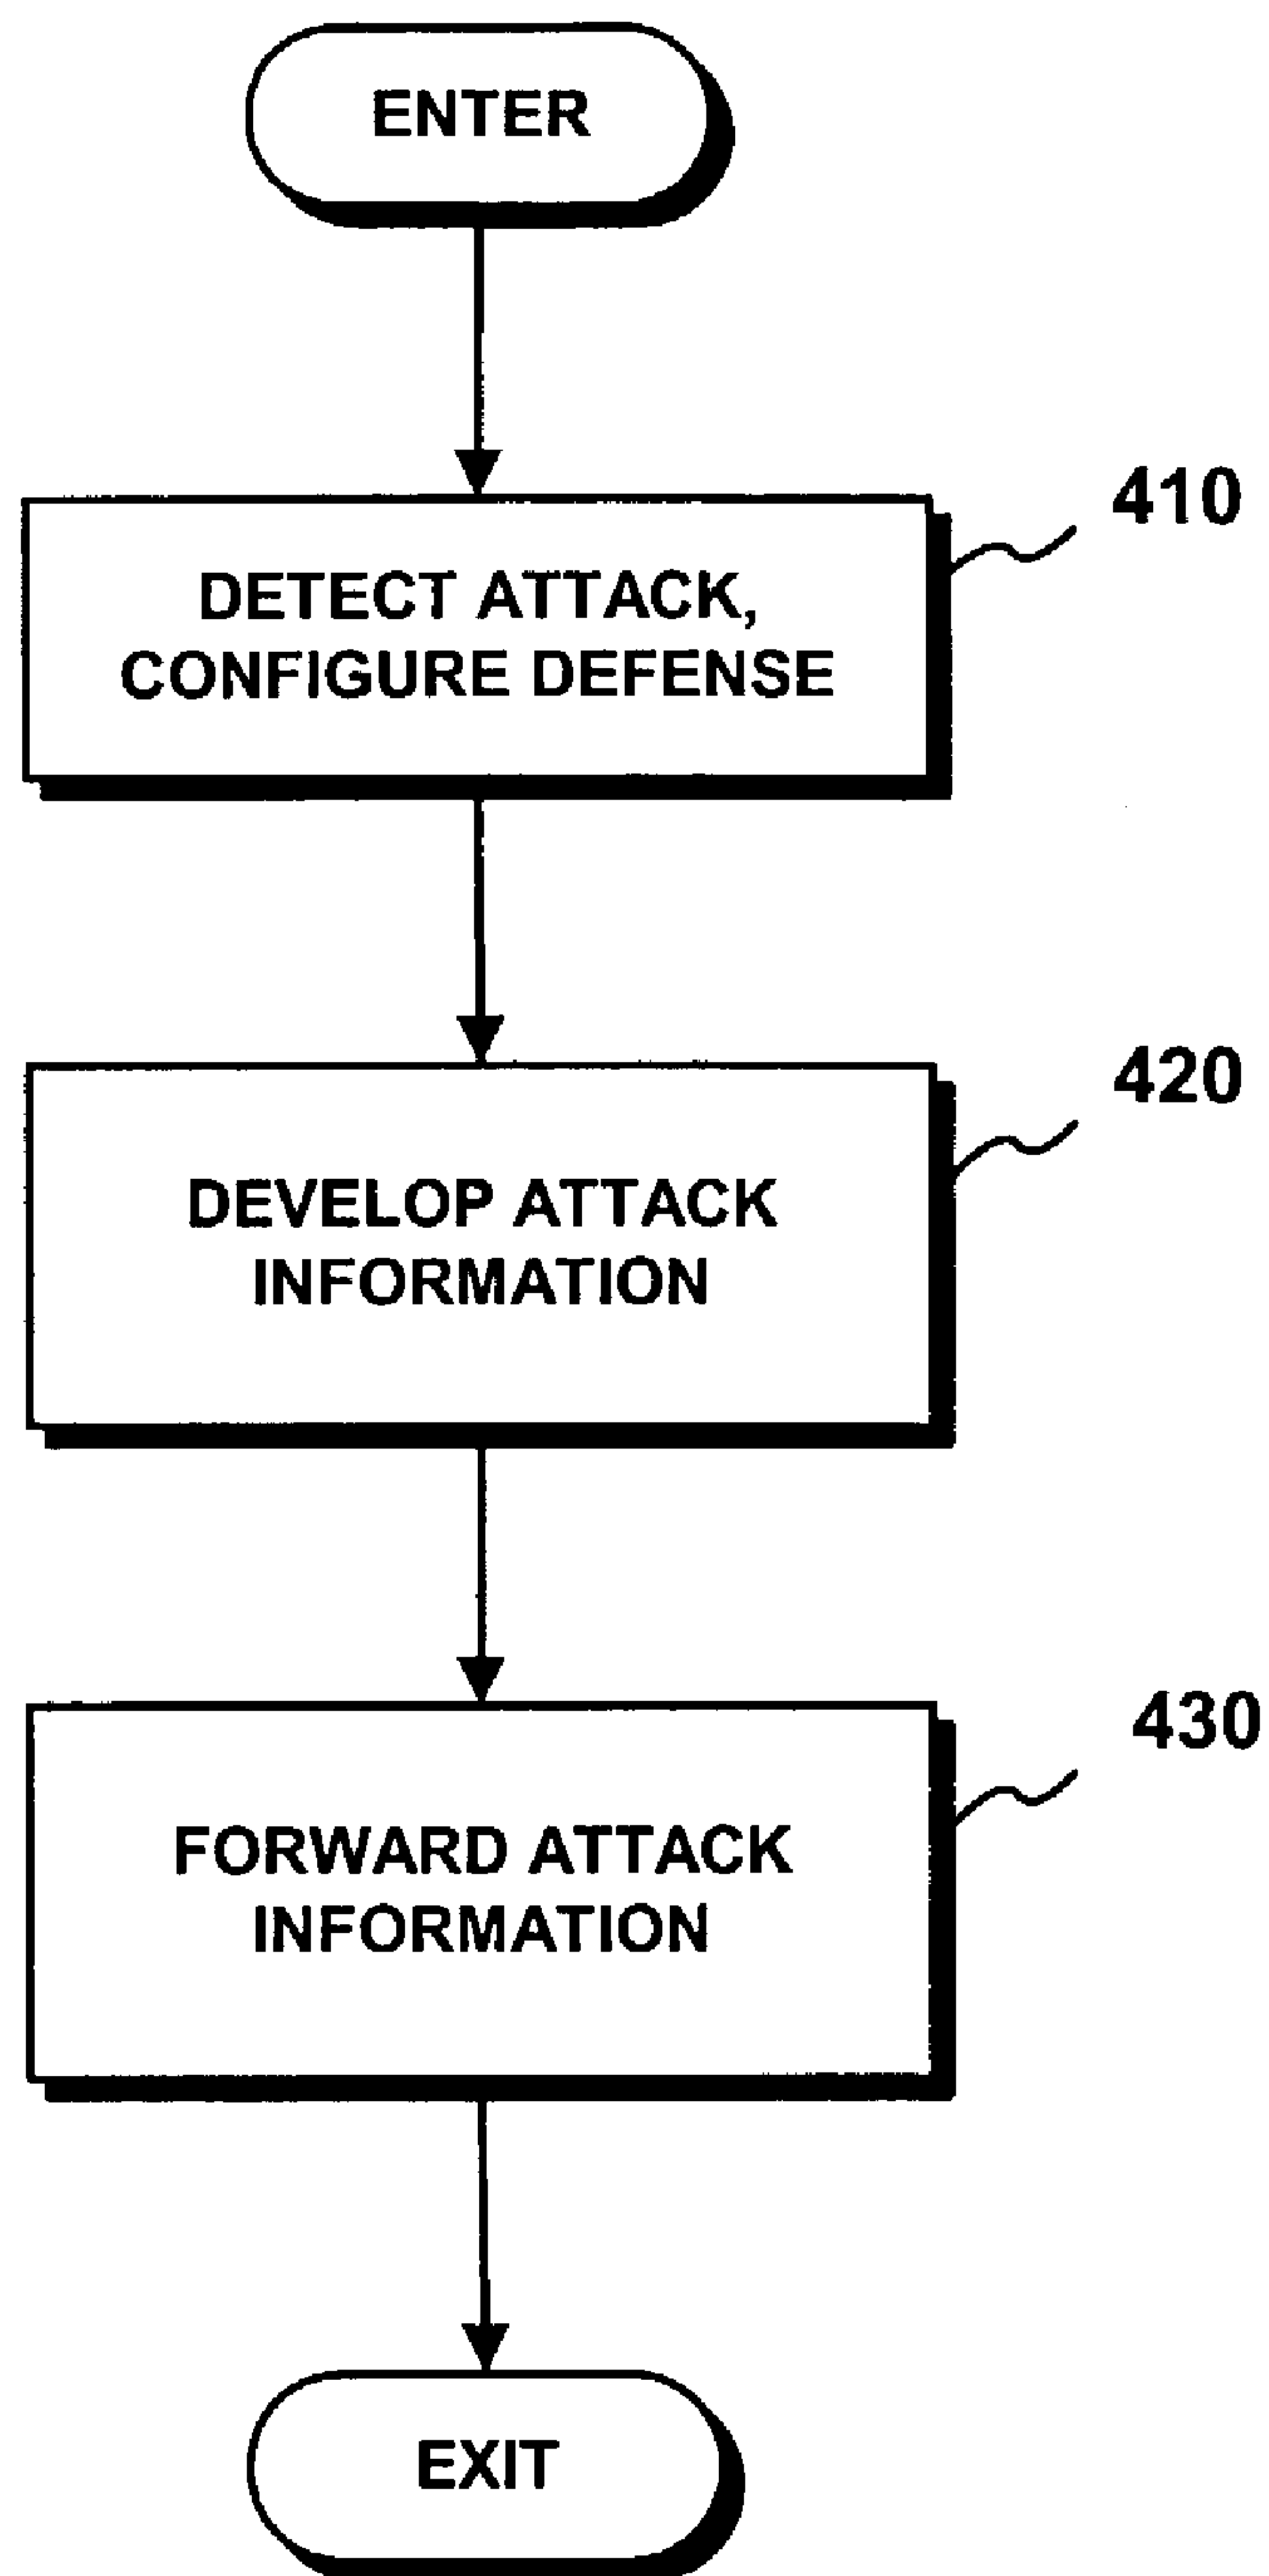 ENTER
410
DETECT ATTACK,
CONFIGURE DEFENSE
420
DEVELOP ATTACK
INFORMATION
430
FORWARD ATTACK
INFORMATION
EXIT